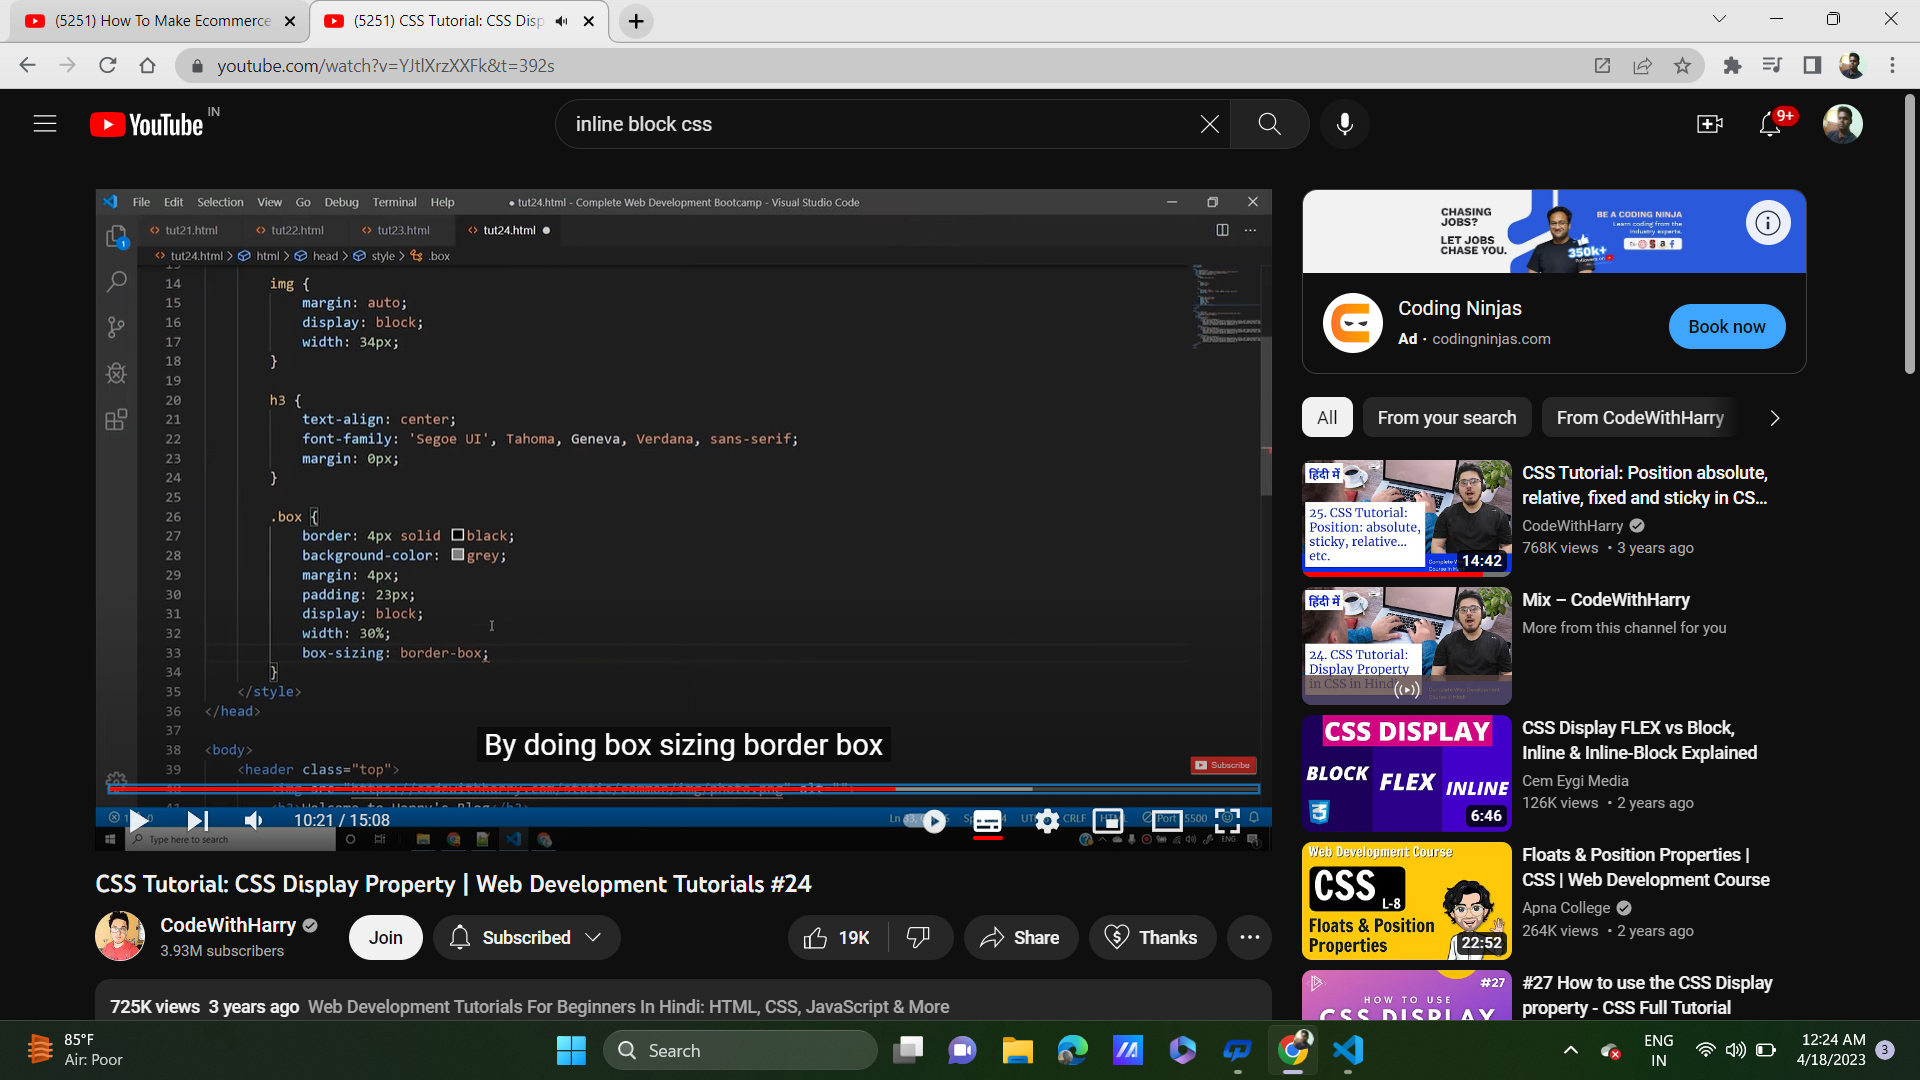 (5251) How To Make Ecommerce
(5251) CSS Tutorial: CSS Disp
youtube.com/watch?v=YJtlXrzXXFk&t=392s
YouTube IN
inline block css
9+
File Edit Selection View Go Debug Terminal Help
● tut24.html - Complete Web Development Bootcamp - Visual Studio Code
tut21.html tut22.html tut23.html tut24.html ●
tut24.html > html > head > style > .box
14 img {
15 margin: auto;
16 display: block;
17 width: 34px;
18 }
19
20 h3 {
21 text-align: center;
22 font-family: 'Segoe UI', Tahoma, Geneva, Verdana, sans-serif;
23 margin: 0px;
24 }
25
26 .box {
27 border: 4px solid black;
28 background-color: grey;
29 margin: 4px;
30 padding: 23px;
31 display: block;
32 width: 30%;
33 box-sizing: border-box;
34 }
35 </style>
36 </head>
37
38 <body>
39 <header class="top">
By doing box sizing border box
Subscribe
10:21 / 15:08
Type here to search
CSS Tutorial: CSS Display Property | Web Development Tutorials #24
CodeWithHarry
3.93M subscribers
Join
Subscribed
19K
Share
Thanks
725K views 3 years ago Web Development Tutorials For Beginners In Hindi: HTML, CSS, JavaScript & More
CHASING
JOBS?
LET JOBS
CHASE YOU.
350k+
BE A CODING NINJA
Learn coding from the
industry experts.
Coding Ninjas
Ad · codingninjas.com
Book now
All
From your search
From CodeWithHarry
हिंदी में
25. CSS Tutorial:
Position: absolute,
sticky, relative...
etc.
14:42
CSS Tutorial: Position absolute,
relative, fixed and sticky in CS...
CodeWithHarry
768K views • 3 years ago
हिंदी में
24. CSS Tutorial:
Display Property
in CSS in Hindi
Mix – CodeWithHarry
More from this channel for you
CSS DISPLAY
BLOCK FLEX INLINE
6:46
CSS Display FLEX vs Block,
Inline & Inline-Block Explained
Cem Eygi Media
126K views • 2 years ago
Web Development Course
CSS L-8
Floats & Position
Properties
22:52
Floats & Position Properties |
CSS | Web Development Course
Apna College
264K views • 2 years ago
#27
HOW TO USE
CSS DISPLAY
#27 How to use the CSS Display
property - CSS Full Tutorial
85°F
Air: Poor
Search
ENG
IN
12:24 AM
4/18/2023
3